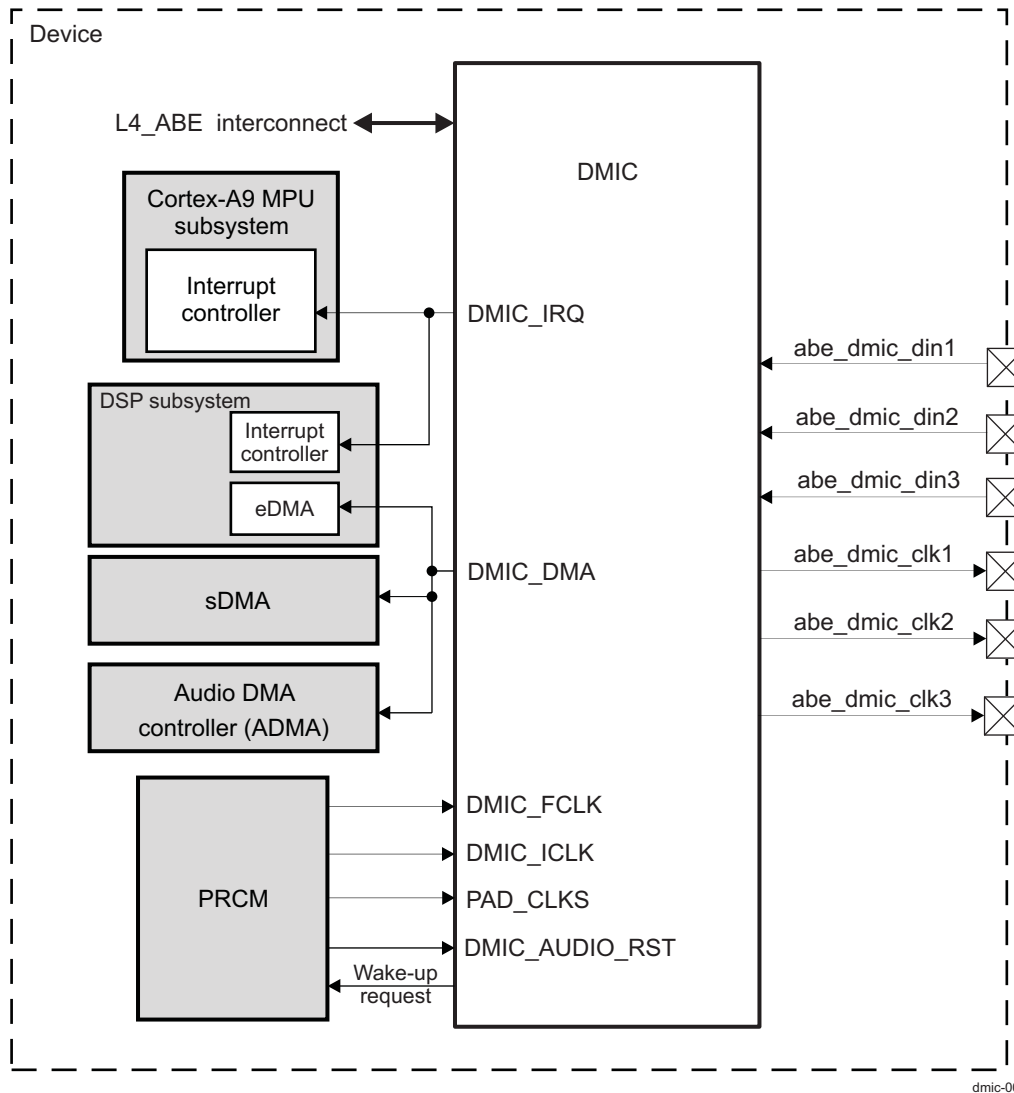 Device
L4_ABE interconnect
DMIC
Cortex-A9 MPU
subsystem
Interrupt
controller
DMIC_IRQ
abe_dmic_din1
DSP subsystem
Interrupt
controller
abe_dmic_din2
eDMA
abe_dmic_din3
sDMA
DMIC_DMA
abe_dmic_clk1
abe_dmic_clk2
Audio DMA
controller (ADMA)
abe_dmic_clk3
PRCM
DMIC_FCLK
DMIC_ICLK
PAD_CLKS
DMIC_AUDIO_RST
Wake-up
request